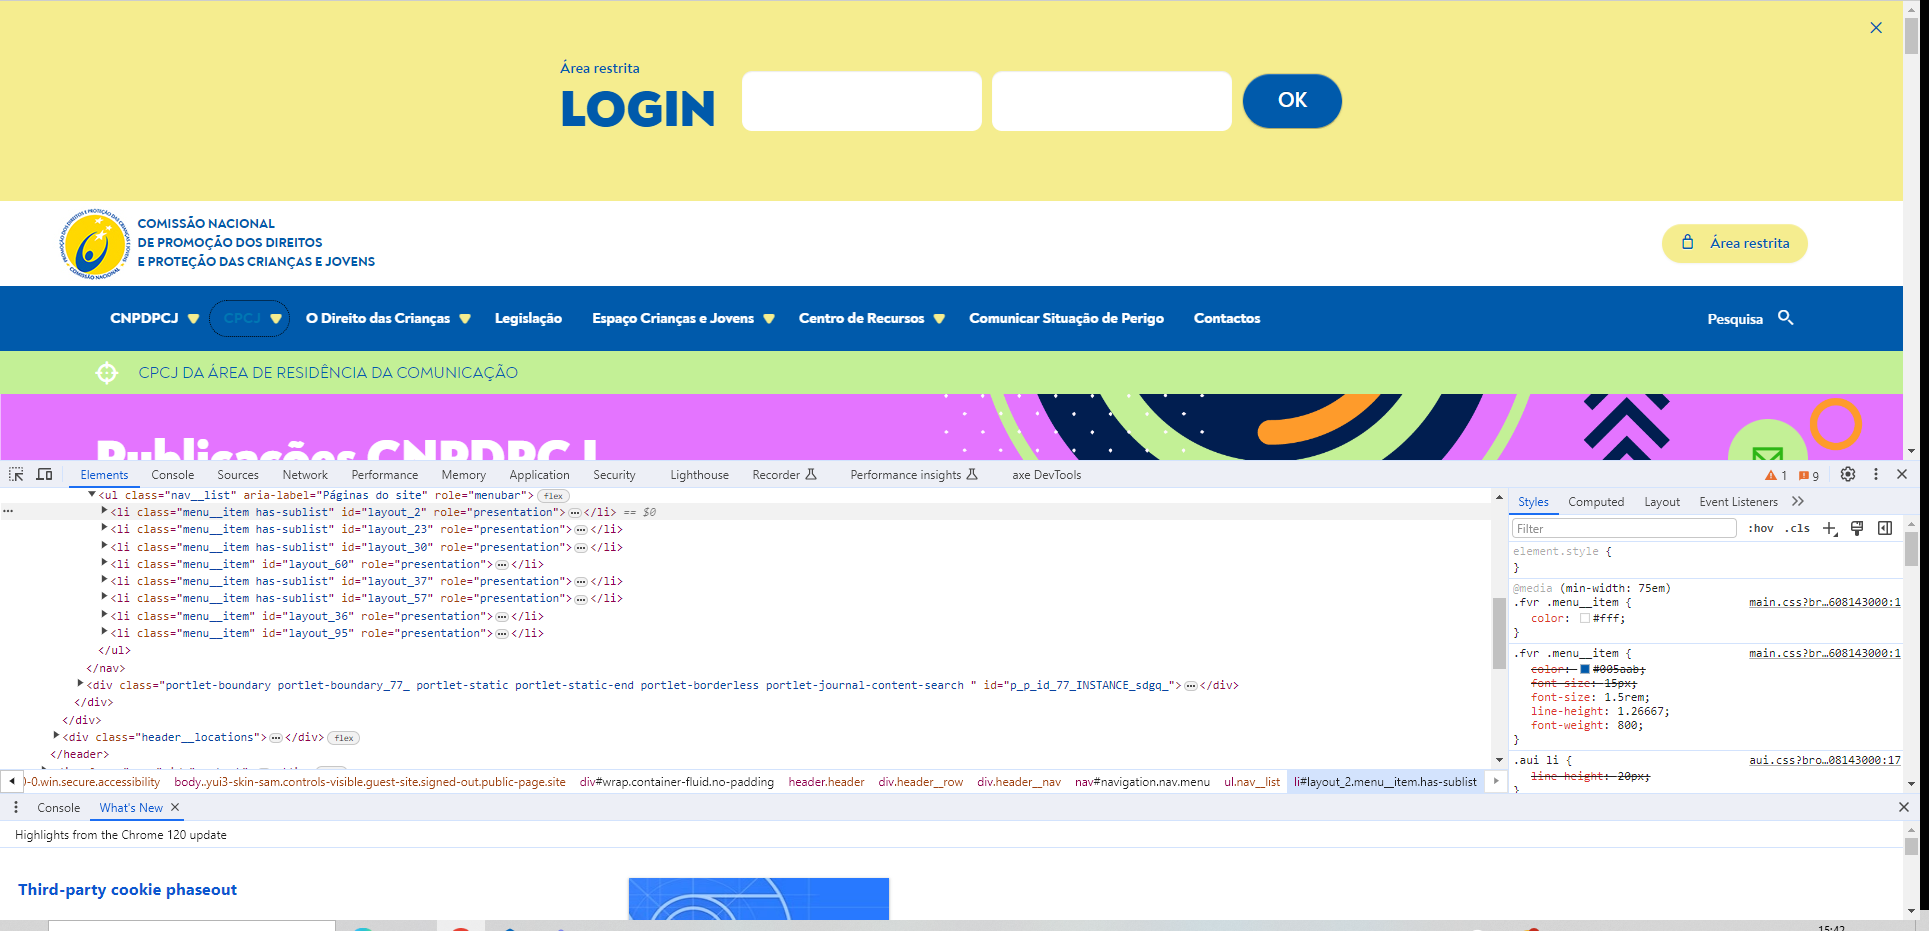 Área restrita
LOGIN
OK
COMISSÃO NACIONAL
DE PROMOÇÃO DOS DIREITOS
E PROTEÇÃO DAS CRIANÇAS E JOVENS
Área restrita
CNPDPCJ CPCJ O Direito das Crianças Legislação Espaço Crianças e Jovens Centro de Recursos Comunicar Situação de Perigo Contactos Pesquisa
CPCJ DA ÁREA DE RESIDÊNCIA DA COMUNICAÇÃO
Publicações CNPDPCJ
Elements Console Sources Network Performance Memory Application Security Lighthouse Recorder Performance insights axe DevTools 1 9
<ul class="nav__list" aria-label="Páginas do site" role="menubar"> flex
<li class="menu__item has-sublist" id="layout_2" role="presentation">…</li> == $0
<li class="menu__item has-sublist" id="layout_23" role="presentation">…</li>
<li class="menu__item has-sublist" id="layout_30" role="presentation">…</li>
<li class="menu__item" id="layout_60" role="presentation">…</li>
<li class="menu__item has-sublist" id="layout_37" role="presentation">…</li>
<li class="menu__item has-sublist" id="layout_57" role="presentation">…</li>
<li class="menu__item" id="layout_36" role="presentation">…</li>
<li class="menu__item" id="layout_95" role="presentation">…</li>
</ul>
</nav>
<div class="portlet-boundary portlet-boundary_77_ portlet-static portlet-static-end portlet-borderless portlet-journal-content-search " id="p_p_id_77_INSTANCE_sdgq_">…</div>
</div>
</div>
<div class="header__locations">…</div> flex
</header>
0-0.win.secure.accessibility body..yui3-skin-sam.controls-visible.guest-site.signed-out.public-page.site div#wrap.container-fluid.no-padding header.header div.header__row div.header__nav nav#navigation.nav.menu ul.nav__list li#layout_2.menu__item.has-sublist
Styles Computed Layout Event Listeners
Filter :hov .cls
element.style {
}
@media (min-width: 75em)
.fvr .menu__item { main.css?br…608143000:1
color: #fff;
}
.fvr .menu__item { main.css?br…608143000:1
color: #005aab;
font-size: 15px;
font-size: 1.5rem;
line-height: 1.26667;
font-weight: 800;
}
.aui li { aui.css?bro…08143000:17
line-height: 20px;
}
Console What's New
Highlights from the Chrome 120 update
Third-party cookie phaseout
15:42